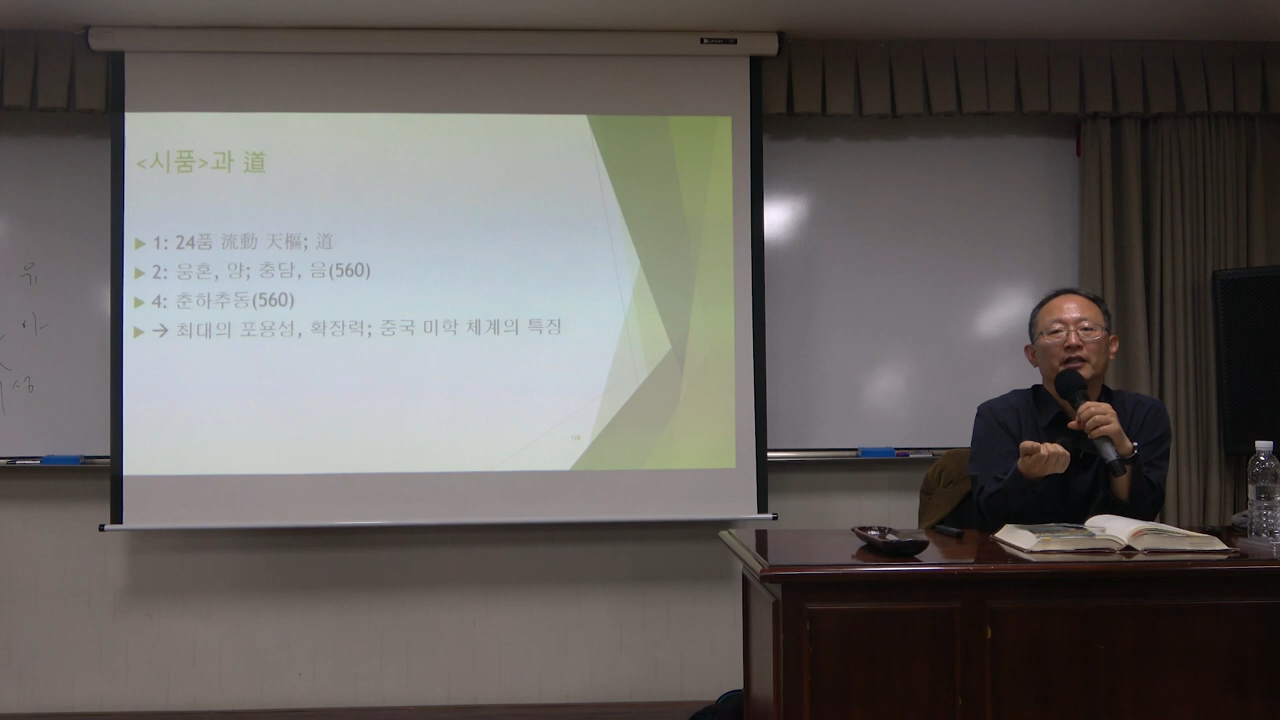 <시품>과 道
1: 24품 流動 天樞; 道
2: 웅혼, 양; 충담, 음(560)
4: 춘하추동(560)
→ 최대의 포용성, 확장력; 중국 미학 체계의 특징
유
아